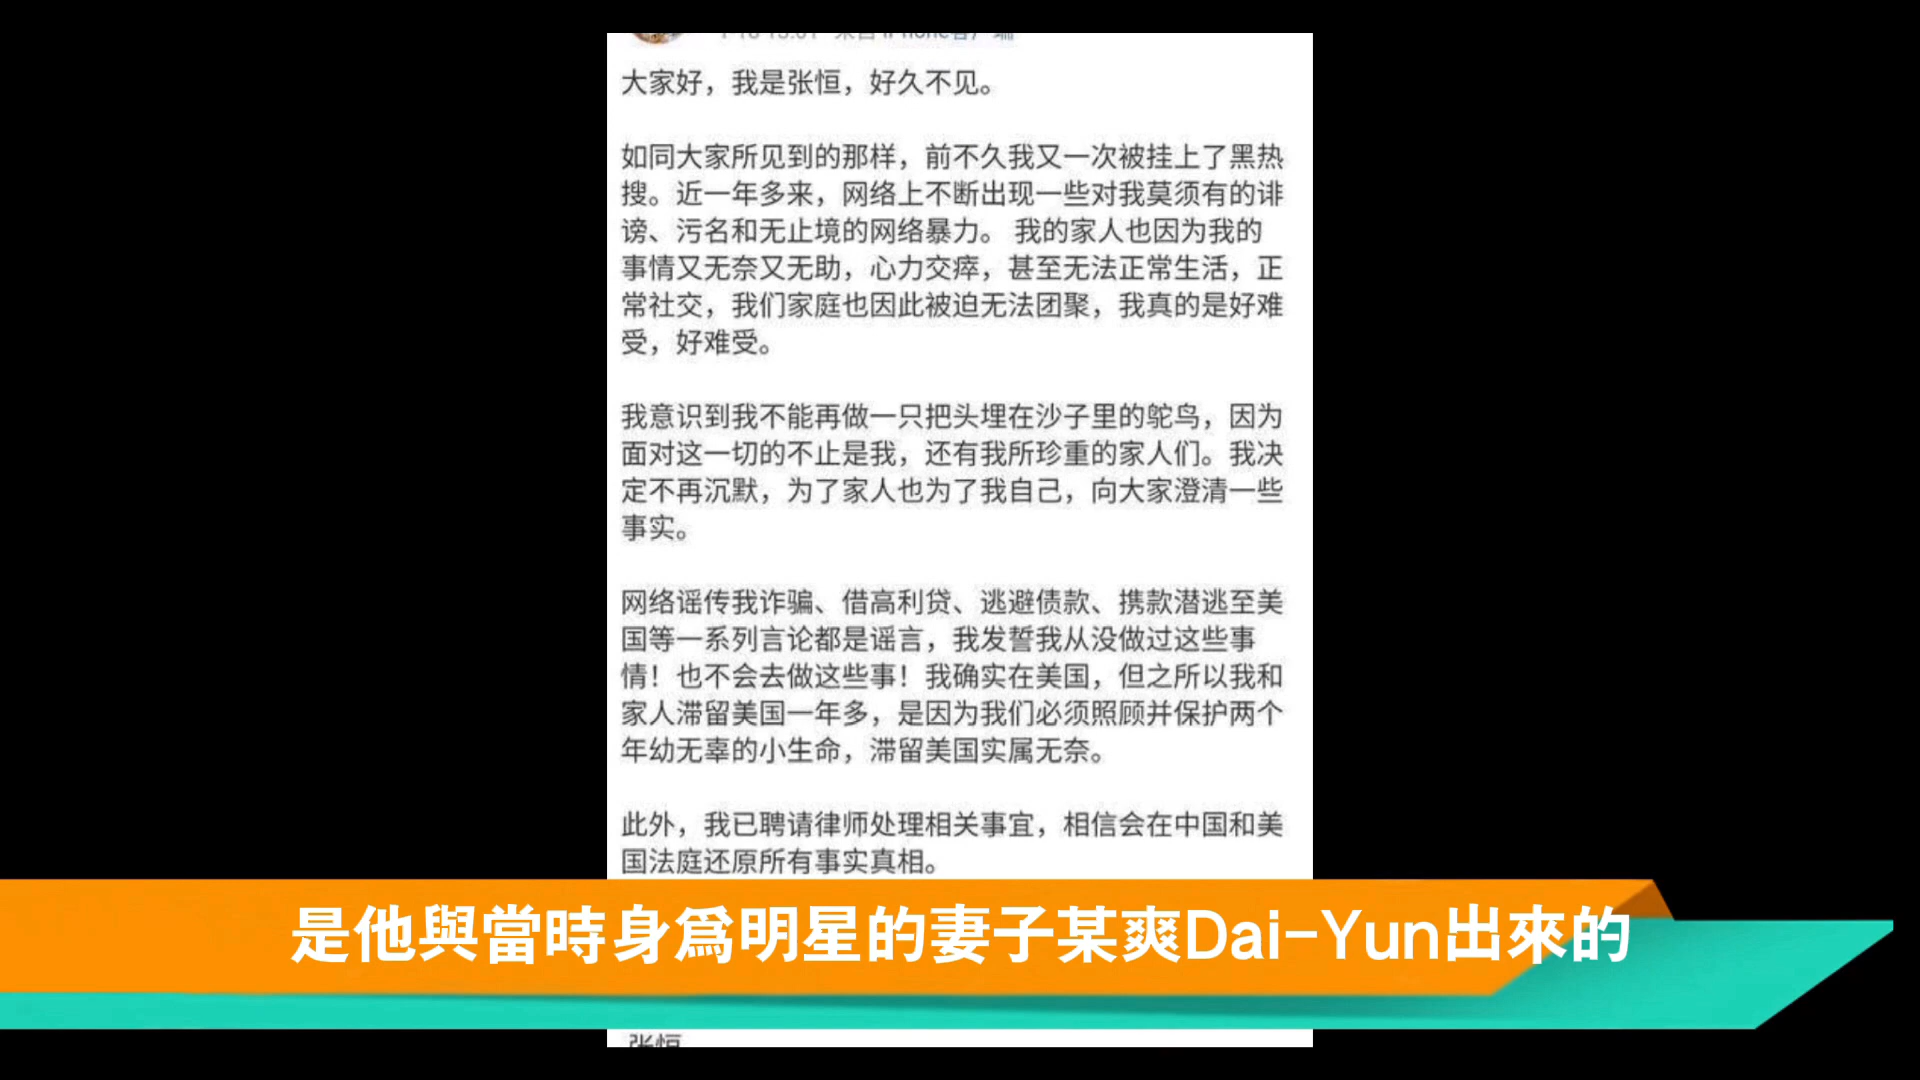 大家好，我是张恒，好久不见。
如同大家所见到的那样，前不久我又一次被挂上了黑热
搜。近一年多来，网络上不断出现一些对我莫须有的诽
谤、污名和无止境的网络暴力。 我的家人也因为我的
事情又无奈又无助，心力交瘁，甚至无法正常生活，正
常社交，我们家庭也因此被迫无法团聚，我真的是好难
受，好难受。
我意识到我不能再做一只把头埋在沙子里的鸵鸟，因为
面对这一切的不止是我，还有我所珍重的家人们。我决
定不再沉默，为了家人也为了我自己，向大家澄清一些
事实。
网络谣传我诈骗、借高利贷、逃避债款、携款潜逃至美
国等一系列言论都是谣言，我发誓我从没做过这些事
情！也不会去做这些事！我确实在美国，但之所以我和
家人滞留美国一年多，是因为我们必须照顾并保护两个
年幼无辜的小生命，滞留美国实属无奈。
此外，我已聘请律师处理相关事宜，相信会在中国和美
国法庭还原所有事实真相。
是他與當時身爲明星的妻子某爽Dai-Yun出來的
张恒